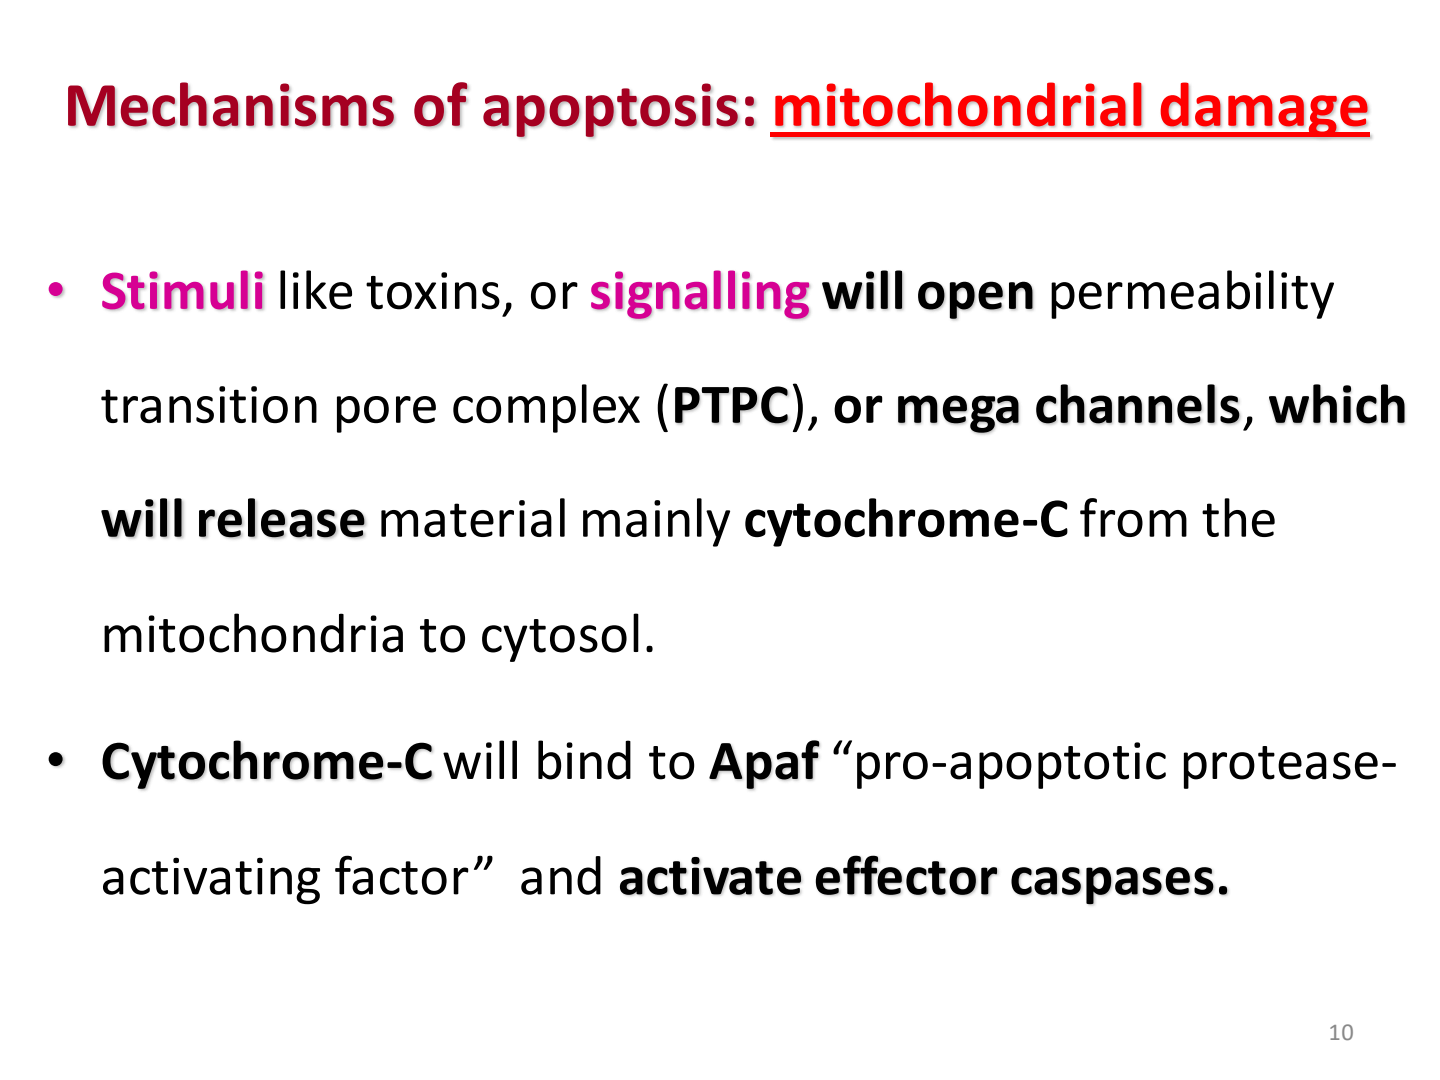 Mechanisms of apoptosis: mitochondrial damage
• Stimuli like toxins, or signalling will open permeability
transition pore complex (PTPC), or mega channels, which
will release material mainly cytochrome-C from the
mitochondria to cytosol.
• Cytochrome-C will bind to Apaf “pro-apoptotic protease-
activating factor” and activate effector caspases.
10